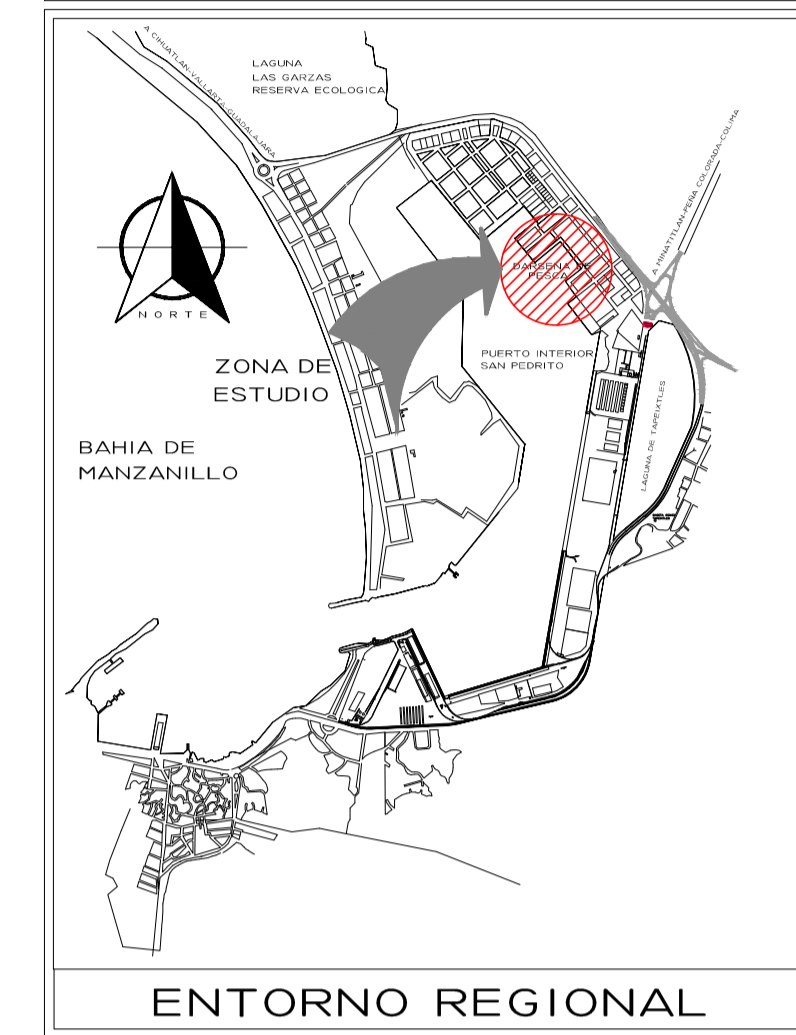 A CIHUATLAN-VALLARTA-GUADALAJARA
LAGUNA
LAS GARZAS
RESERVA ECOLOGICA
A MINATITLAN-PEÑA COLORADA-COLIMA
NORTE
DARSENA DE
PESCA
ZONA DE
ESTUDIO
PUERTO INTERIOR
SAN PEDRITO
LAGUNA DE TAPEIXTLES
BAHIA DE
MANZANILLO
ENTORNO REGIONAL